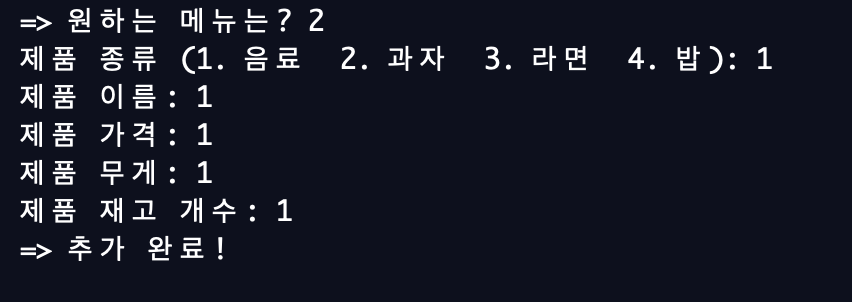 => 원하는 메뉴는? 2
제품 종류 (1. 음료  2. 과자  3. 라면  4. 밥): 1
제품 이름: 1
제품 가격: 1
제품 무게: 1
제품 재고 개수: 1
=> 추가 완료!